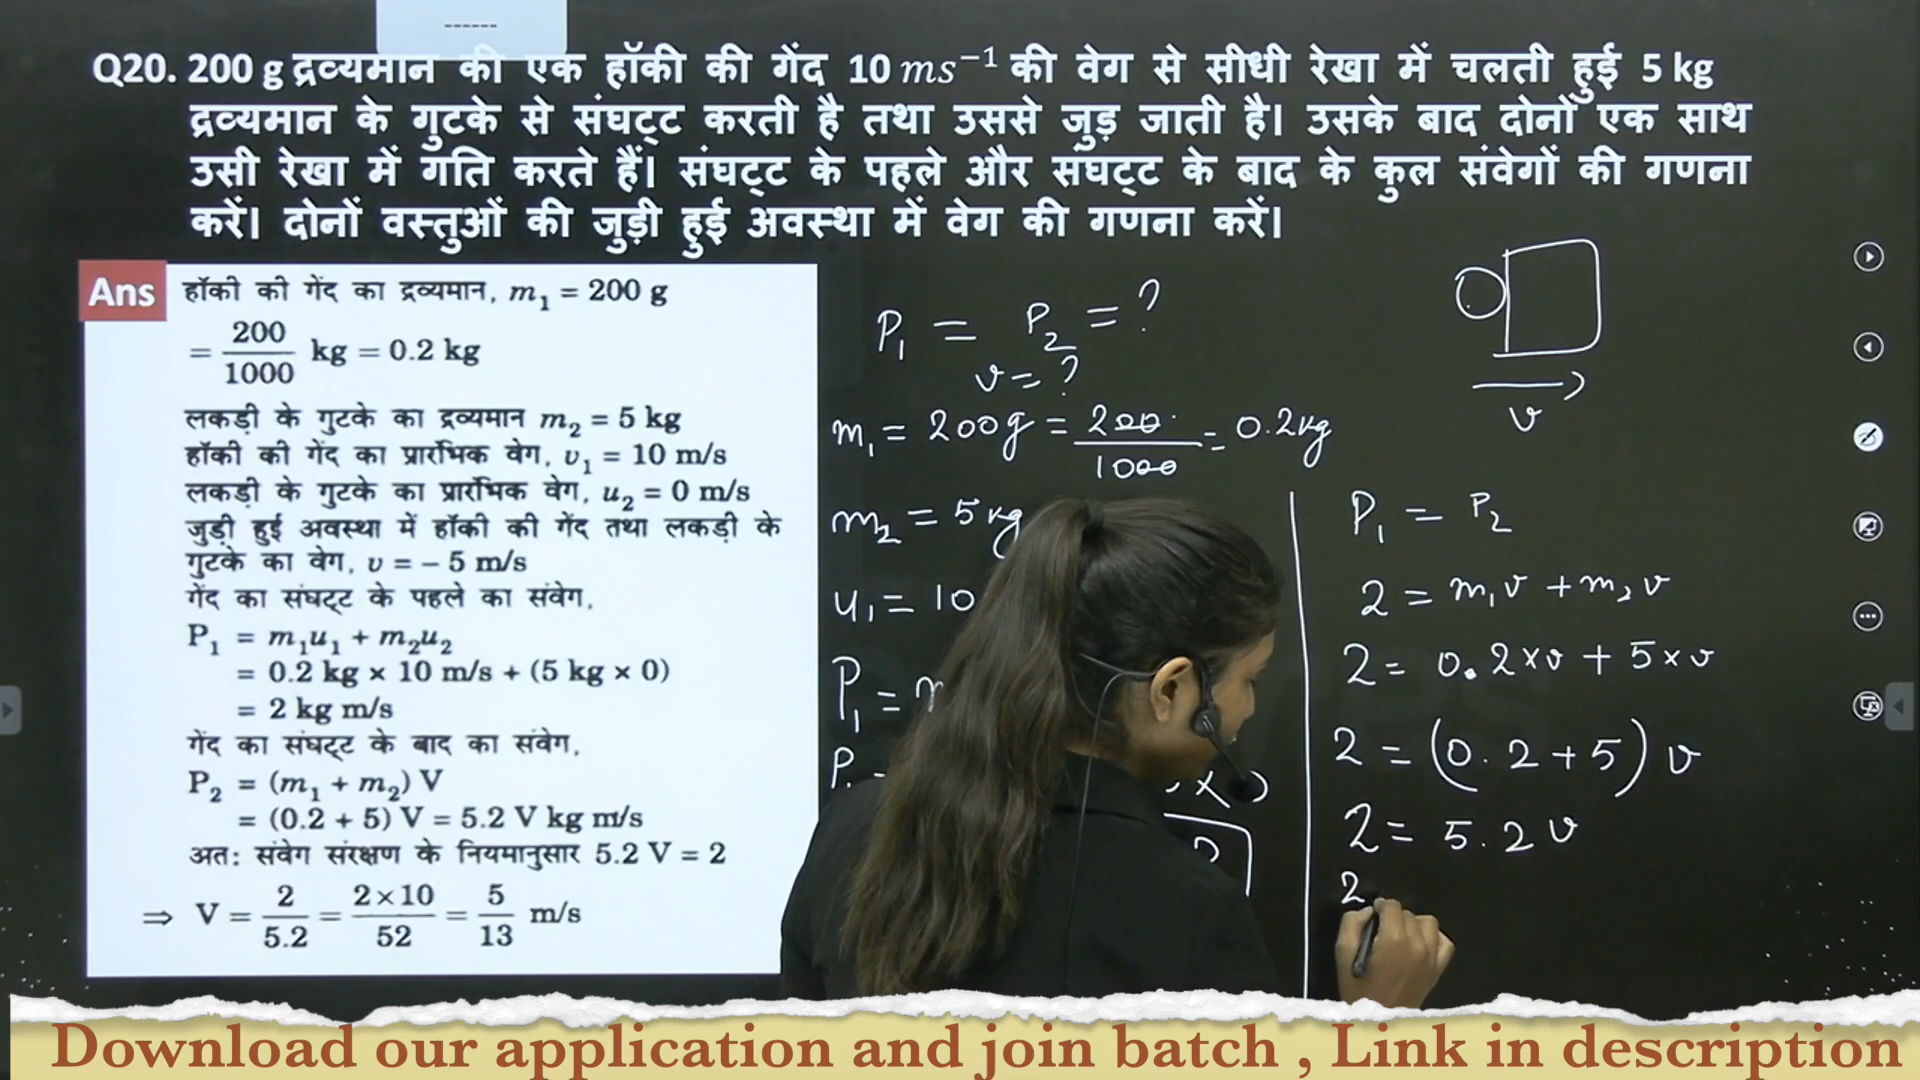 ------
Q20. 200 g द्रव्यमान की एक हॉकी की गेंद 10 ms⁻¹ की वेग से सीधी रेखा में चलती हुई 5 kg
द्रव्यमान के गुटके से संघट्ट करती है तथा उससे जुड़ जाती है। उसके बाद दोनों एक साथ
उसी रेखा में गति करते हैं। संघट्ट के पहले और संघट्ट के बाद के कुल संवेगों की गणना
करें। दोनों वस्तुओं की जुड़ी हुई अवस्था में वेग की गणना करें।
Ans हॉकी की गेंद का द्रव्यमान, m₁ = 200 g
= 200/1000 kg = 0.2 kg
लकड़ी के गुटके का द्रव्यमान m₂ = 5 kg
हॉकी की गेंद का प्रारंभिक वेग, υ₁ = 10 m/s
लकड़ी के गुटके का प्रारंभिक वेग, u₂ = 0 m/s
जुड़ी हुई अवस्था में हॉकी की गेंद तथा लकड़ी के
गुटके का वेग, υ = – 5 m/s
गेंद का संघट्ट के पहले का संवेग,
P₁ = m₁u₁ + m₂u₂
= 0.2 kg × 10 m/s + (5 kg × 0)
= 2 kg m/s
गेंद का संघट्ट के बाद का संवेग,
P₂ = (m₁ + m₂) V
= (0.2 + 5) V = 5.2 V kg m/s
अत: संवेग संरक्षण के नियमानुसार 5.2 V = 2
⇒ V = 2/5.2 = 2×10/52 = 5/13 m/s
P₁ = P₂ = ?
v = ?
m₁ = 200g = 200/1000 = 0.2kg
m₂ = 5kg
u₁ = 10
P₁ =
v
P₁ = P₂
2 = m₁v + m₂v
2 = 0.2×v + 5×v
2 = (0.2+5) v
2 = 5.2v
2
Download our application and join batch , Link in description